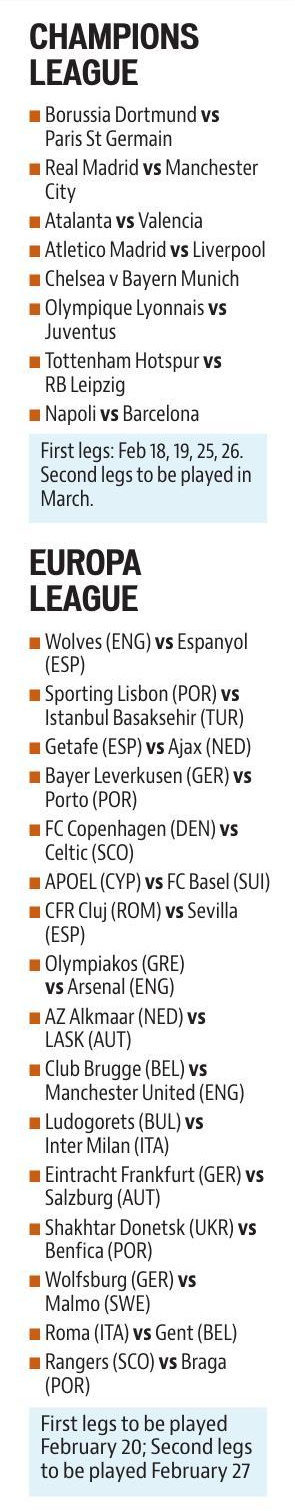 CHAMPIONS
LEAGUE
Borussia Dortmund vs
Paris St Germain
Real Madrid vs Manchester
City
Atalanta vs Valencia
Atletico Madrid vs Liverpool
Chelsea v Bayern Munich
Olympique Lyonnais vs
Juventus
Tottenham Hotspur vs
RB Leipzig
Napoli vs Barcelona
First legs: Feb 18, 19, 25, 26.
Second legs to be played in
March.
EUROPA
LEAGUE
Wolves (ENG) vs Espanyol
(ESP)
Sporting Lisbon (POR) vs
Istanbul Basaksehir (TUR)
Getafe (ESP) vs Ajax (NED)
Bayer Leverkusen (GER) vs
Porto (POR)
FC Copenhagen (DEN) vs
Celtic (SCO)
APOEL (CYP) vs FC Basel (SUI)
CFR Cluj (ROM) vs Sevilla
(ESP)
Olympiakos (GRE)
vs Arsenal (ENG)
AZ Alkmaar (NED) vs
LASK (AUT)
Club Brugge (BEL) vs
Manchester United (ENG)
Ludogorets (BUL) vs
Inter Milan (ITA)
Eintracht Frankfurt (GER) vs
Salzburg (AUT)
Shakhtar Donetsk (UKR) vs
Benfica (POR)
Wolfsburg (GER) vs
Malmo (SWE)
Roma (ITA) vs Gent (BEL)
Rangers (SCO) vs Braga
(POR)
First legs to be played
February 20; Second legs
to be played February 27